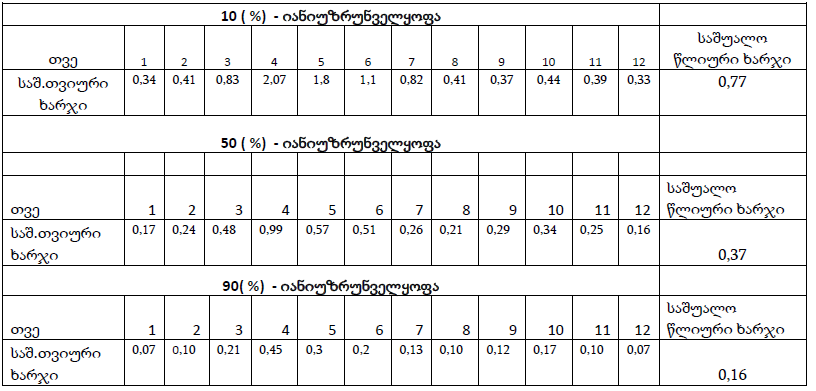 10 ( %) - იანიუზრუნველყოფა
თვე 1 2 3 4 5 6 7 8 9 10 11 12 საშუალო წლიური ხარჯი
საშ.თვიური ხარჯი 0,34 0,41 0,83 2,07 1,8 1,1 0,82 0,41 0,37 0,44 0,39 0,33 0,77
50 ( %) - იანიუზრუნველყოფა
თვე 1 2 3 4 5 6 7 8 9 10 11 12 საშუალო წლიური ხარჯი
საშ.თვიური ხარჯი 0,17 0,24 0,48 0,99 0,57 0,51 0,26 0,21 0,29 0,34 0,25 0,16 0,37
90( %) - იანიუზრუნველყოფა
თვე 1 2 3 4 5 6 7 8 9 10 11 12 საშუალო წლიური ხარჯი
საშ.თვიური ხარჯი 0,07 0,10 0,21 0,45 0,3 0,2 0,13 0,10 0,12 0,17 0,10 0,07 0,16